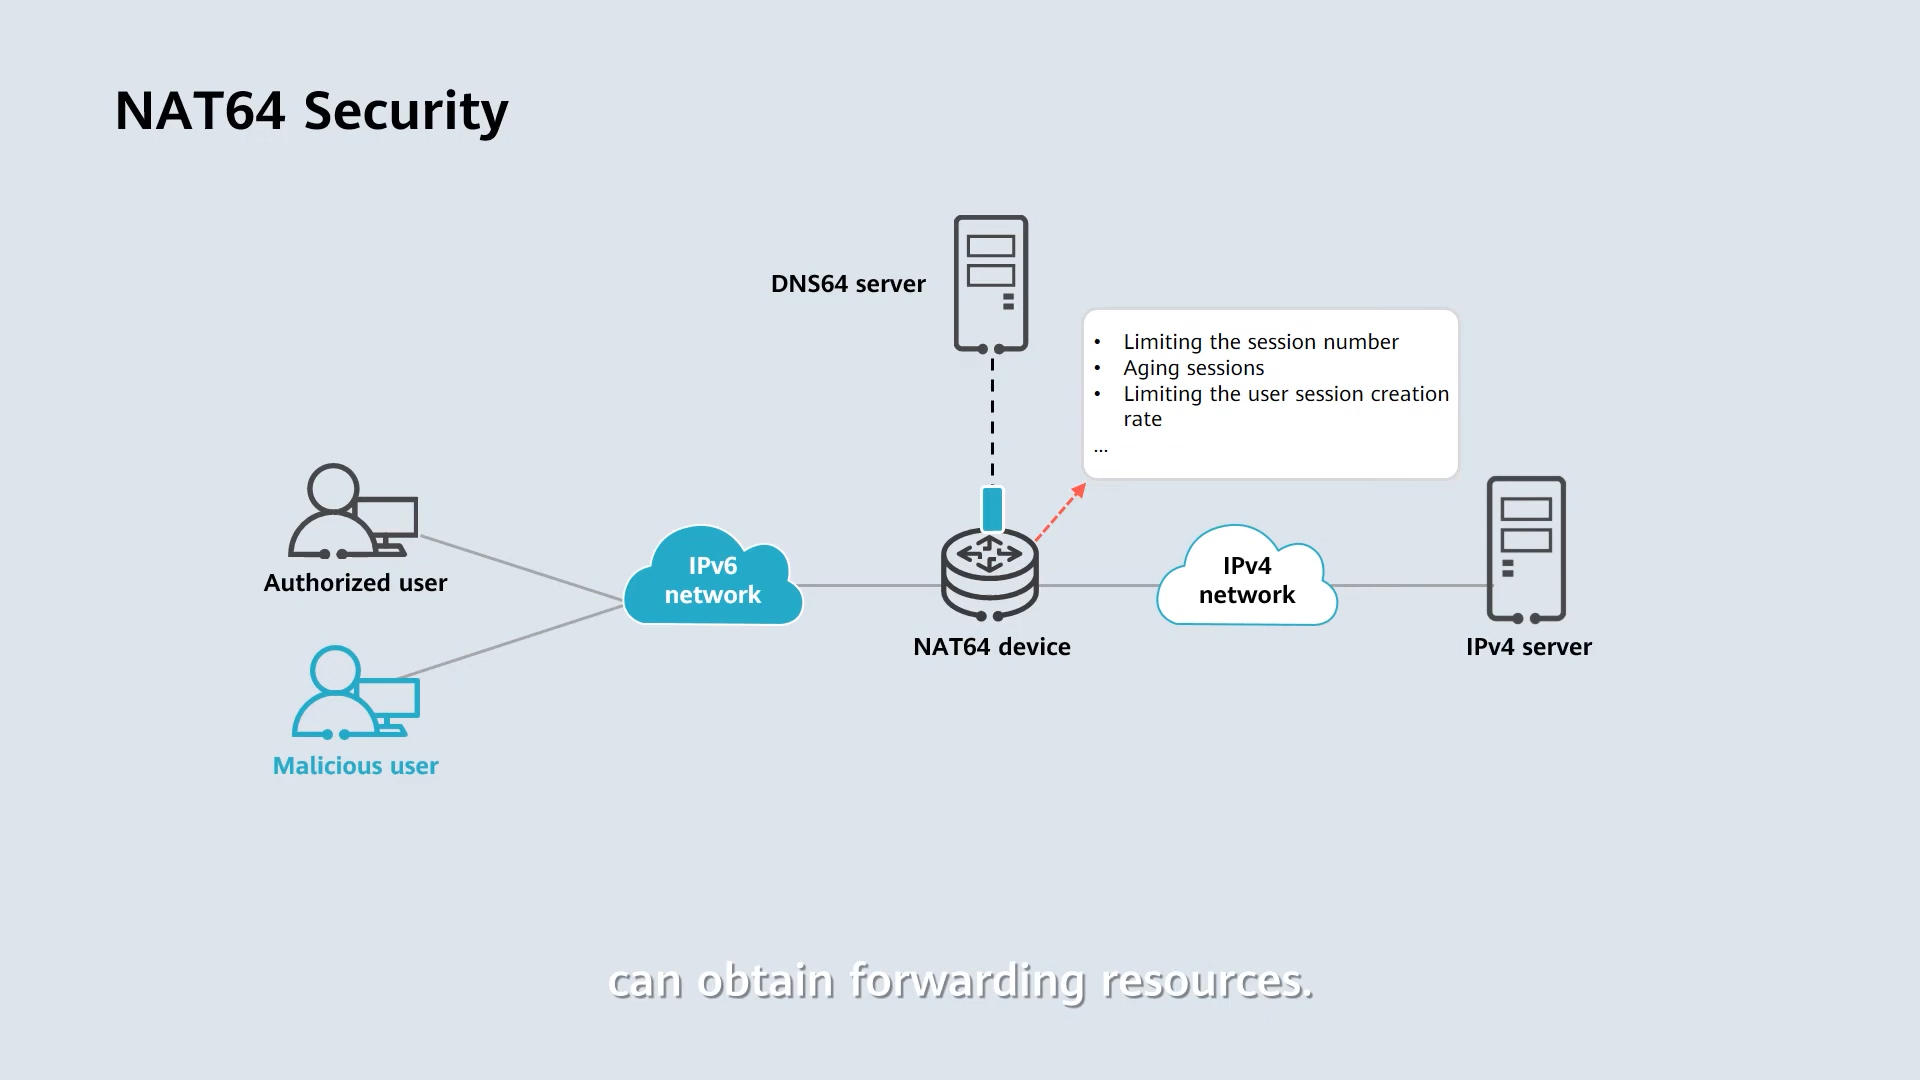 NAT64 Security
DNS64 server
• Limiting the session number
• Aging sessions
• Limiting the user session creation
rate
...
Authorized user
IPv6
network
IPv4
network
NAT64 device
IPv4 server
Malicious user
can obtain forwarding resources.